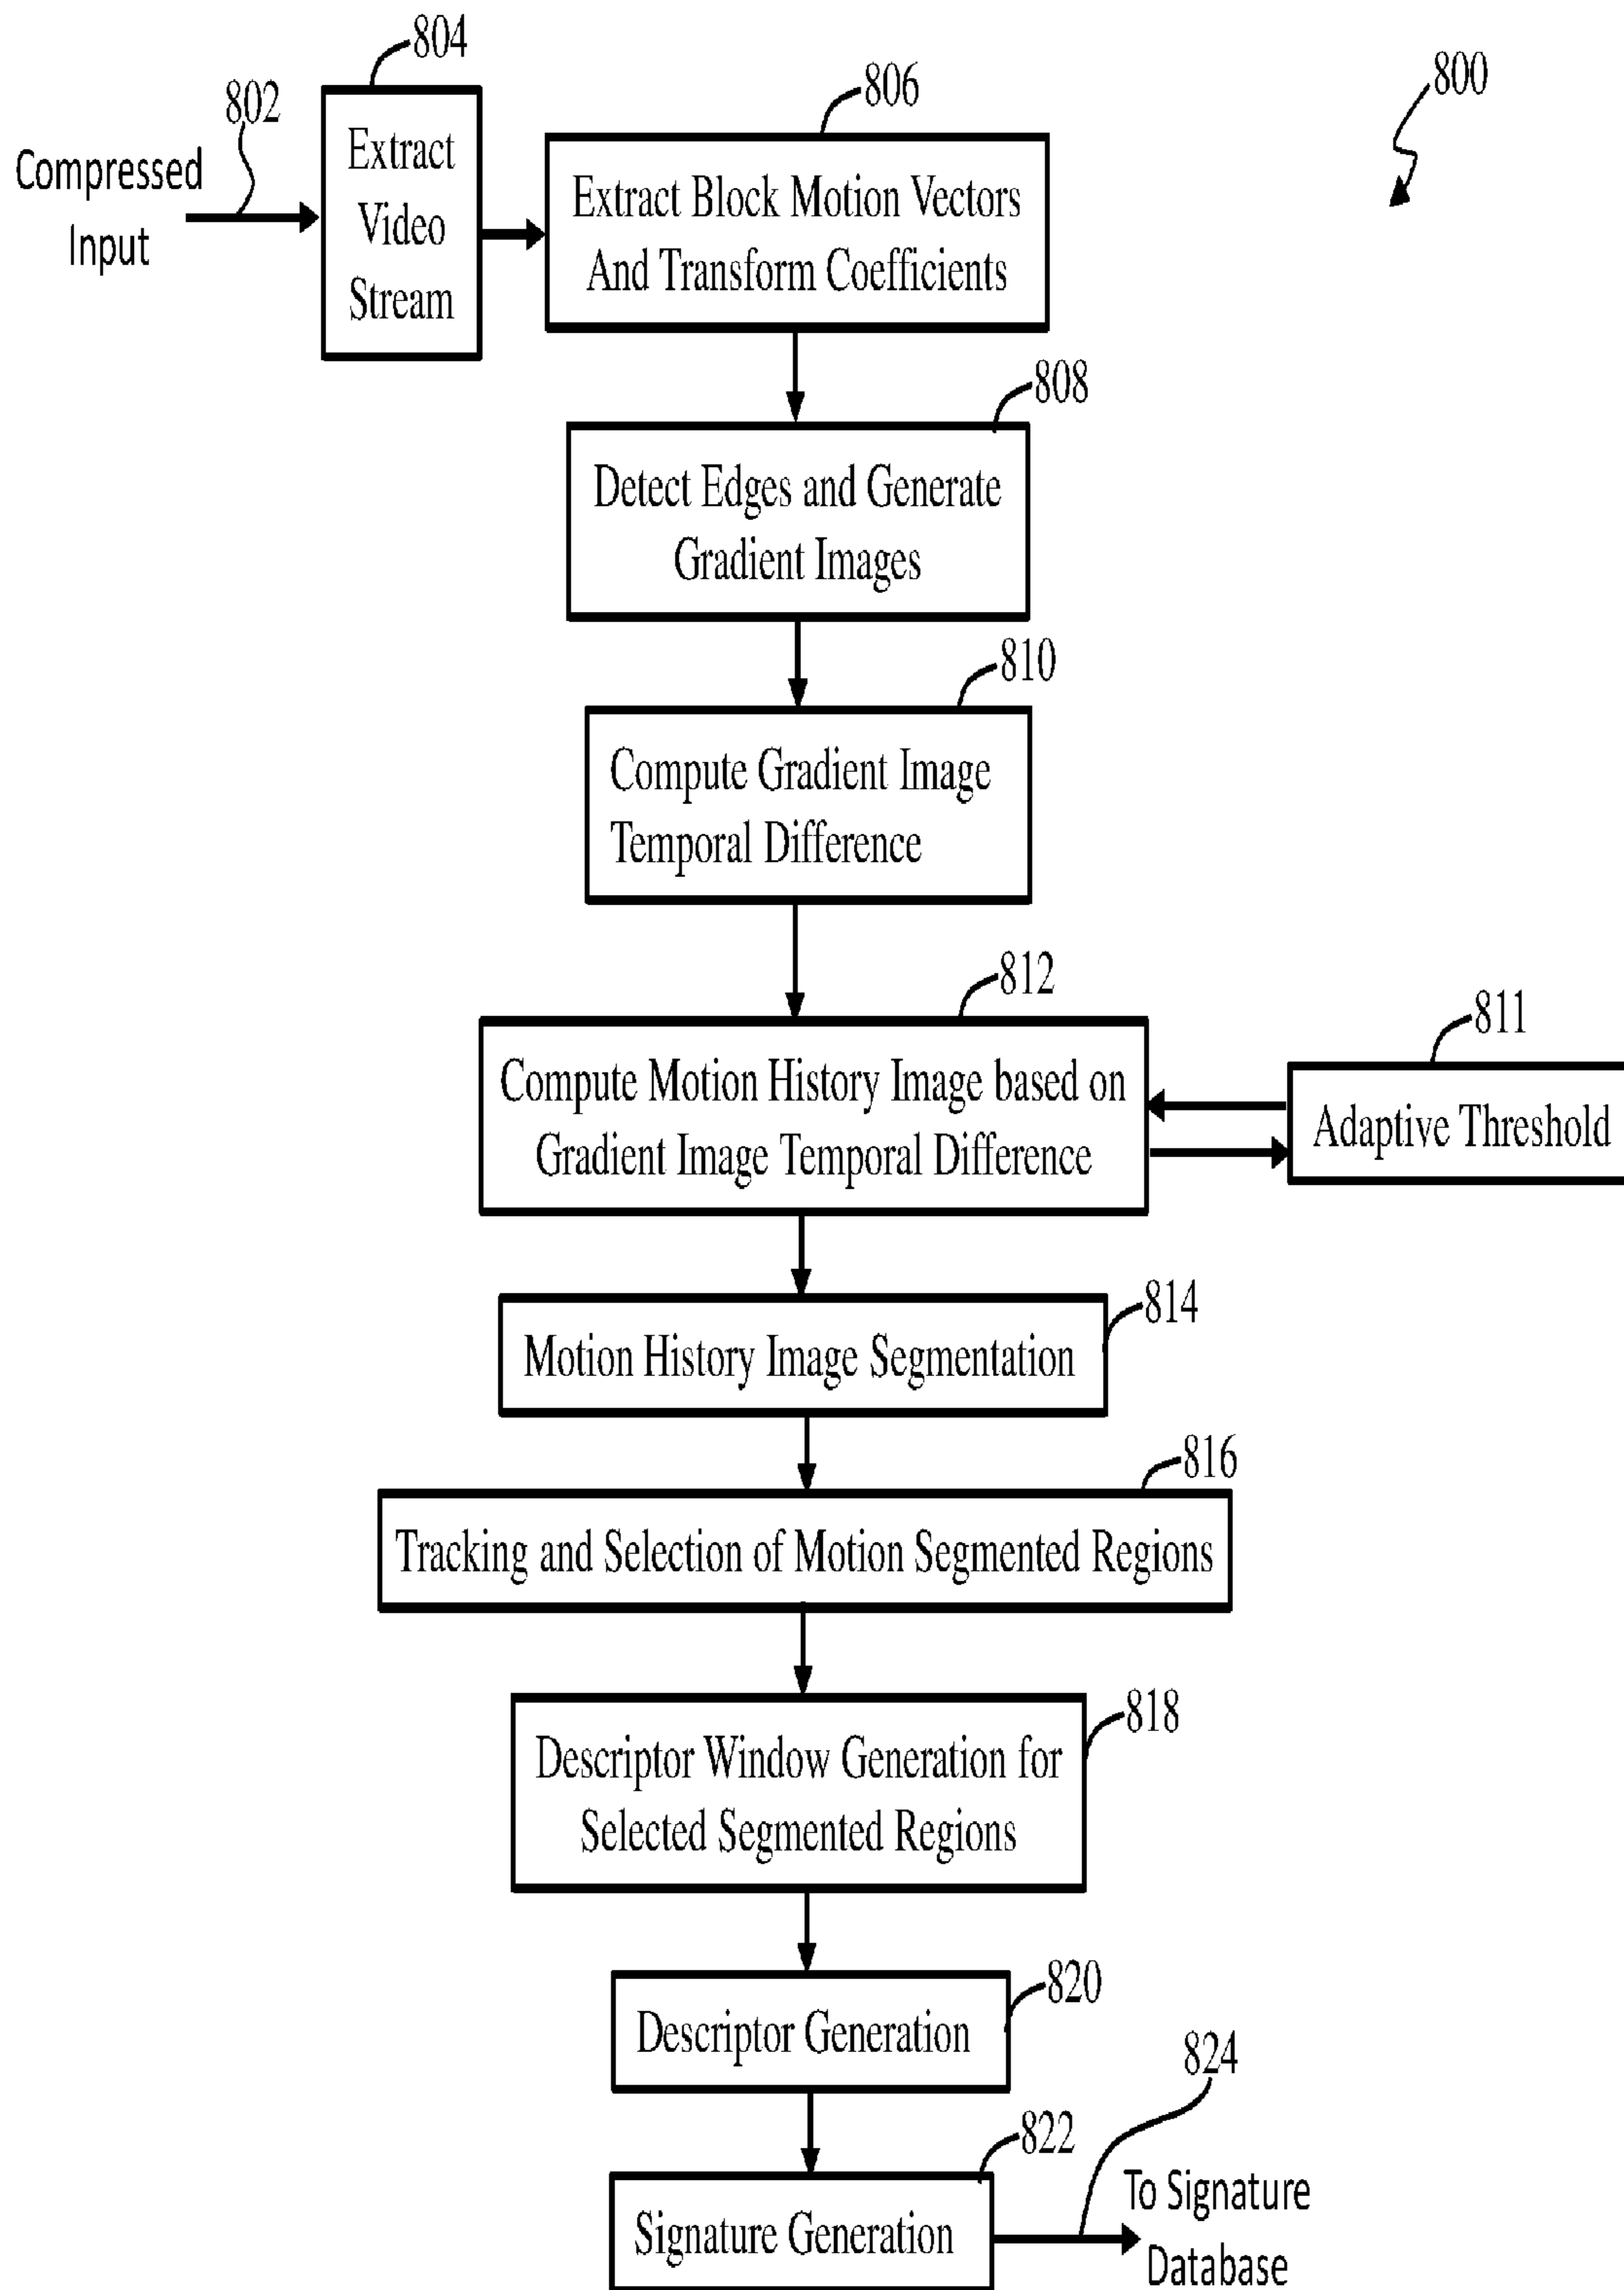 804
800
802
806
Compressed
Input
Extract
Video
Stream
Extract Block Motion Vectors
And Transform Coefficients
808
Detect Edges and Generate
Gradient Images
810
Compute Gradient Image
Temporal Difference
812
811
Compute Motion History Image based on
Gradient Image Temporal Difference
Adaptive Threshold
814
Motion History Image Segmentation
816
Tracking and Selection of Motion Segmented Regions
818
Descriptor Window Generation for
Selected Segmented Regions
820
Descriptor Generation
824
822
Signature Generation
To Signature
Database